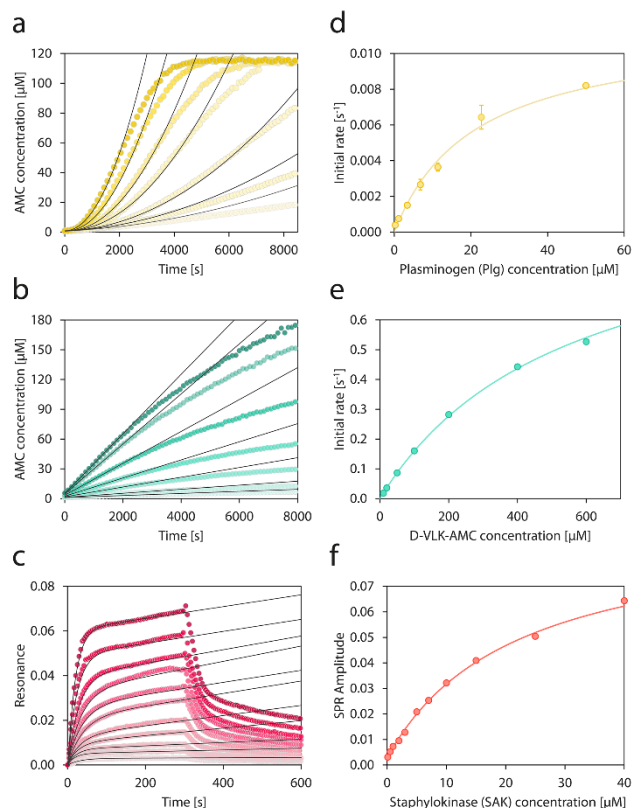 a
AMC concentration [µM]
120
100
80
60
40
20
0
0 2000 4000 6000 8000
Time [s]
d
Initial rate [s⁻¹]
0.010
0.008
0.006
0.004
0.002
0.000
0 20 40 60
Plasminogen (Plg) concentration [µM]
b
AMC concentration [µM]
180
150
120
90
60
30
0
0 2000 4000 6000 8000
Time [s]
e
Initial rate [s⁻¹]
0.6
0.5
0.4
0.3
0.2
0.1
0.0
0 200 400 600
D-VLK-AMC concentration [µM]
c
Resonance
0.08
0.06
0.04
0.02
0.00
0 200 400 600
Time [s]
f
SPR Amplitude
0.07
0.06
0.05
0.04
0.03
0.02
0.01
0.00
0 10 20 30 40
Staphylokinase (SAK) concentration [µM]